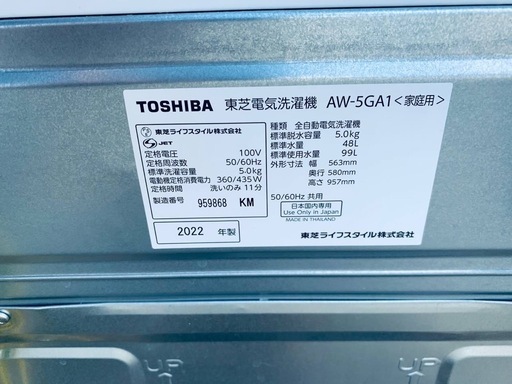 TOSHIBA 東芝電気洗濯機 AW-5GA1<家庭用>
東芝ライフスタイル株式会社
S JET
定格電圧 100V
定格周波数 50/60Hz
標準洗濯容量 5.0kg
電動機定格消費電力 360/435W
定格時間 洗いのみ 11分
製造番号 959868 KM
2022 年製
種類 全自動電気洗濯機
標準脱水容量 5.0kg
標準水量 48L
標準使用水量 99L
外形寸法 幅 563mm
奥行 580mm
高さ 957mm
50/60Hz 共用
日本国内専用
Use Only in Japan
MADE IN THAILAND
東芝ライフスタイル株式会社
UP
UP